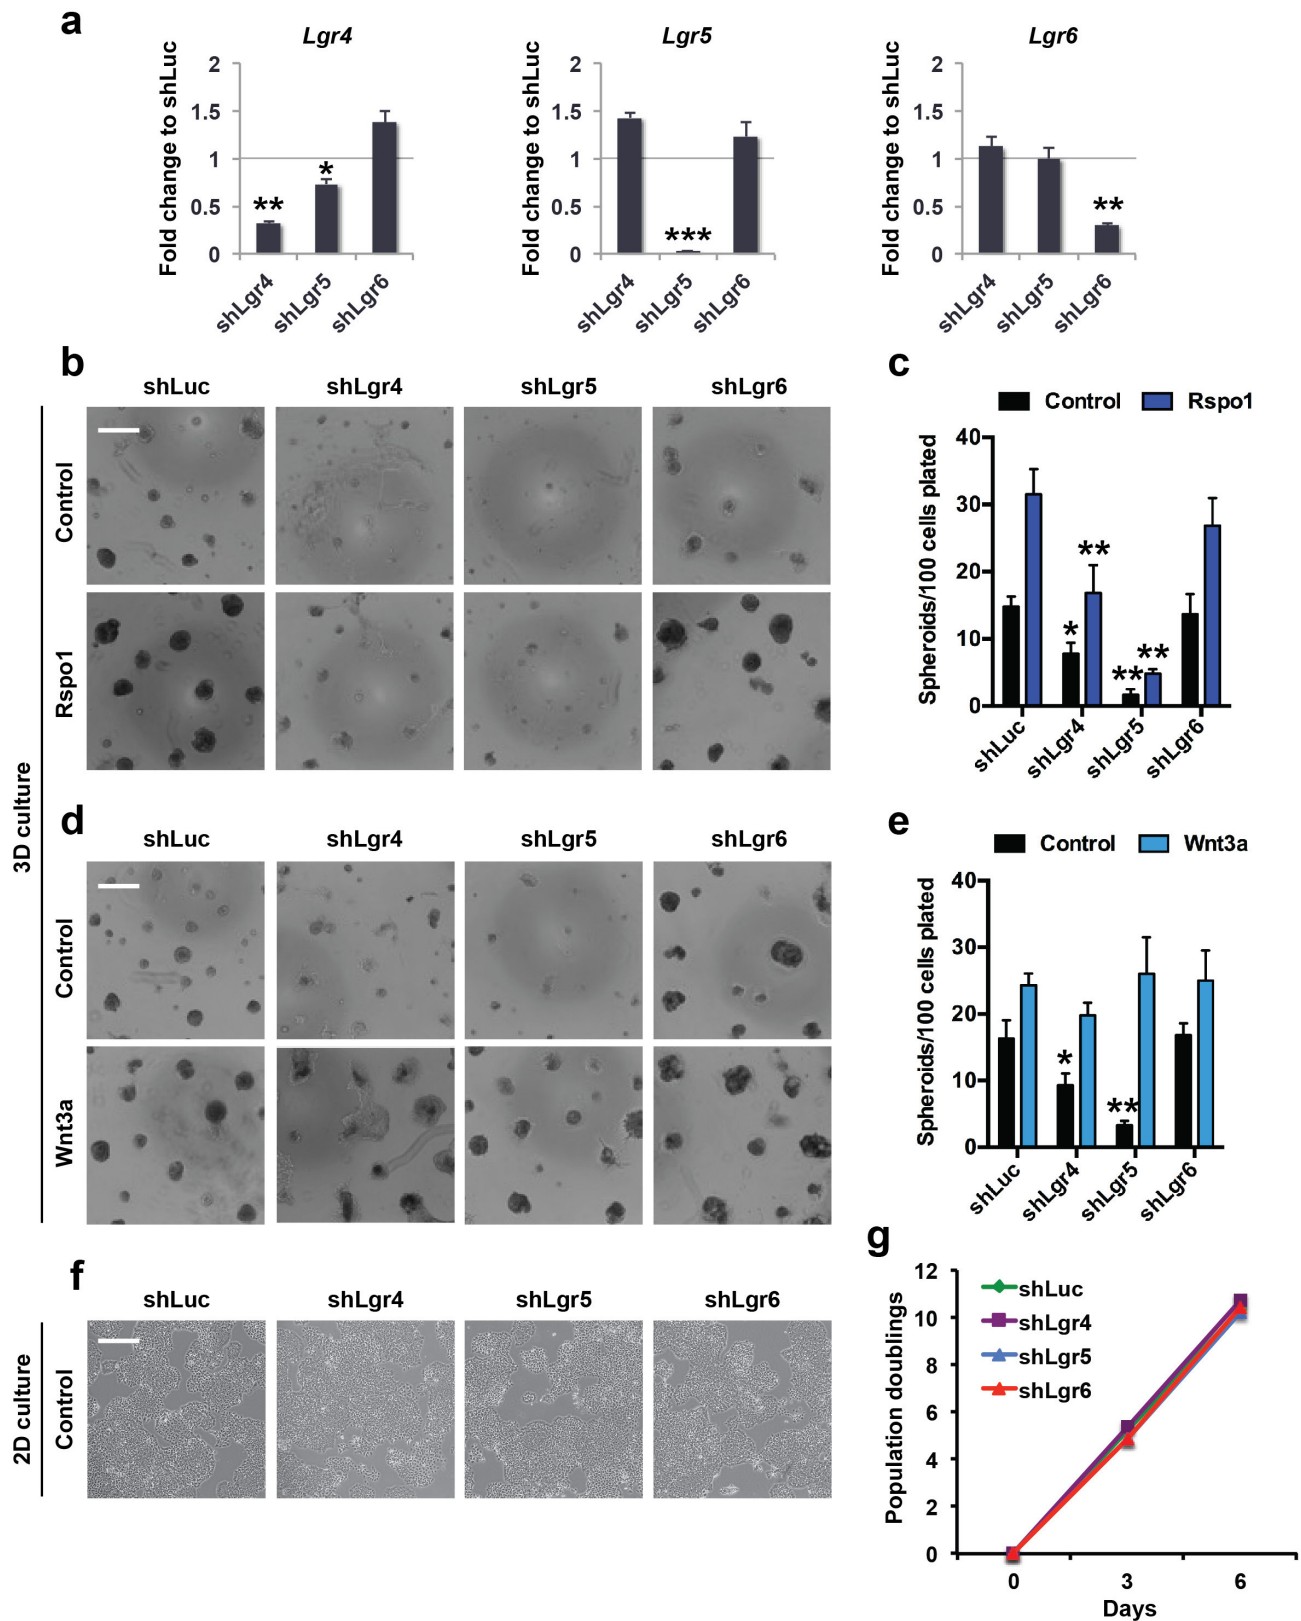 a
Lgr4
Lgr5
Lgr6
Fold change to shLuc
2
1.5
1
0.5
0
**
*
shLgr4
shLgr5
shLgr6
Fold change to shLuc
2
1.5
1
0.5
0
***
shLgr4
shLgr5
shLgr6
Fold change to shLuc
2
1.5
1
0.5
0
**
shLgr4
shLgr5
shLgr6
3D culture
b
shLuc
shLgr4
shLgr5
shLgr6
Control
Rspo1
c
Control
Rspo1
Spheroids/100 cells plated
40
30
20
10
0
*
**
**
**
shLuc
shLgr4
shLgr5
shLgr6
d
shLuc
shLgr4
shLgr5
shLgr6
Control
Wnt3a
e
Control
Wnt3a
Spheroids/100 cells plated
40
30
20
10
0
*
**
shLuc
shLgr4
shLgr5
shLgr6
f
shLuc
shLgr4
shLgr5
shLgr6
2D culture
Control
g
Population doublings
12
10
8
6
4
2
0
shLuc
shLgr4
shLgr5
shLgr6
0
3
6
Days